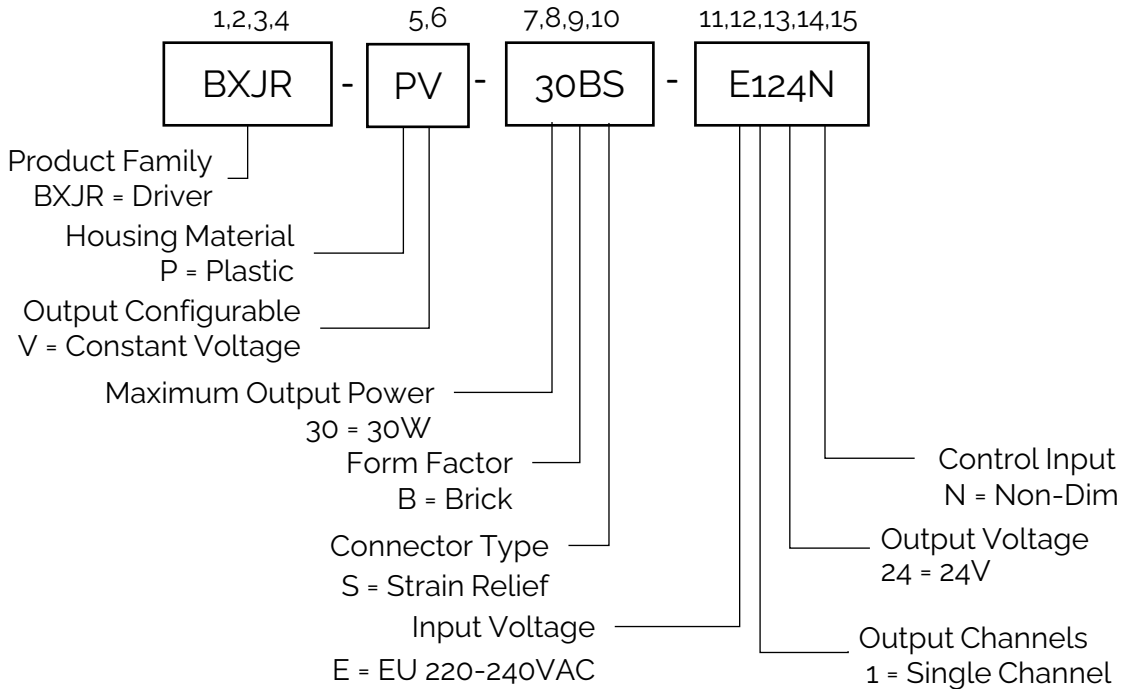 1,2,3,4 5,6 7,8,9,10 11,12,13,14,15
BXJR - PV - 30BS - E124N
Product Family
BXJR = Driver
Housing Material
P = Plastic
Output Configurable
V = Constant Voltage
Maximum Output Power
30 = 30W
Form Factor
B = Brick
Connector Type
S = Strain Relief
Input Voltage
E = EU 220-240VAC
Control Input
N = Non-Dim
Output Voltage
24 = 24V
Output Channels
1 = Single Channel